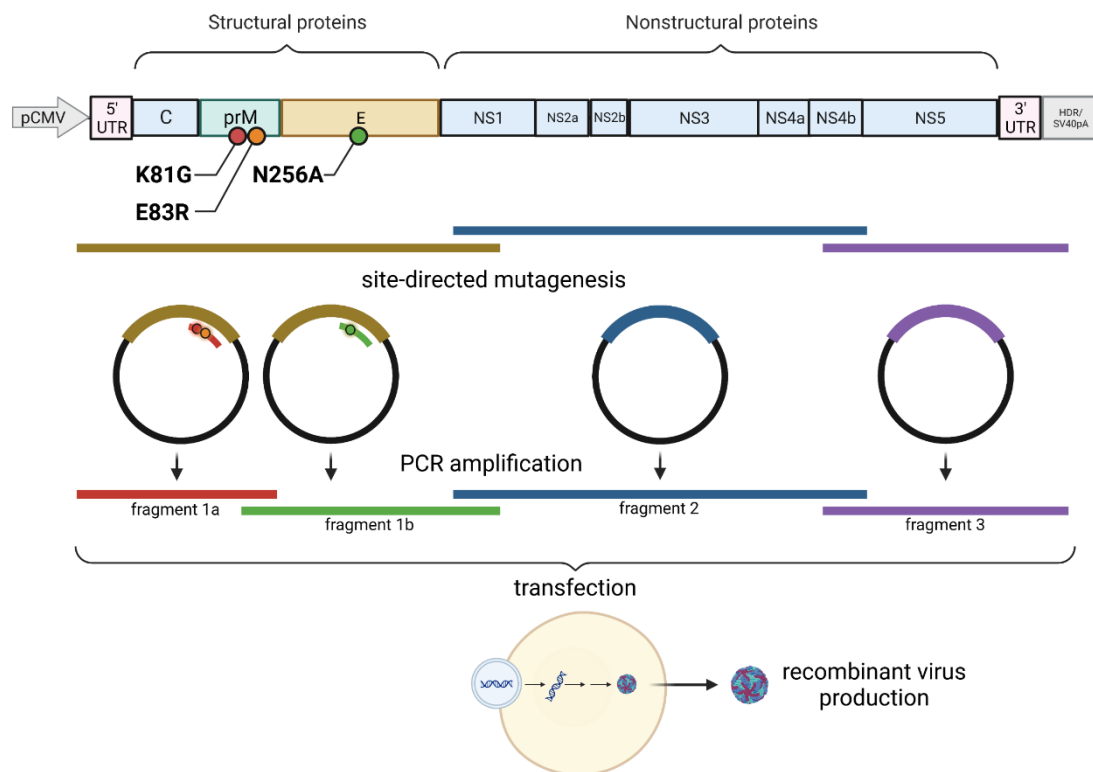 Structural proteins
Nonstructural proteins
pCMV
5'
UTR
C
prM
E
NS1
NS2a
NS2b
NS3
NS4a
NS4b
NS5
3'
UTR
HDR/
SV40pA
K81G
N256A
E83R
site-directed mutagenesis
PCR amplification
fragment 1a
fragment 1b
fragment 2
fragment 3
transfection
recombinant virus
production